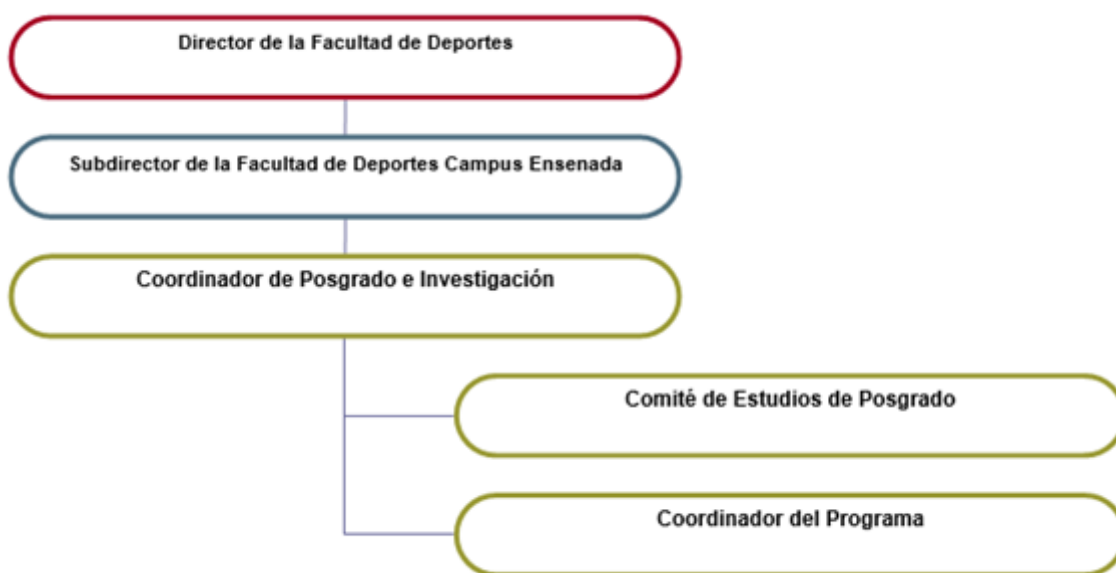 Director de la Facultad de Deportes
Subdirector de la Facultad de Deportes Campus Ensenada
Coordinador de Posgrado e Investigación
Comité de Estudios de Posgrado
Coordinador del Programa